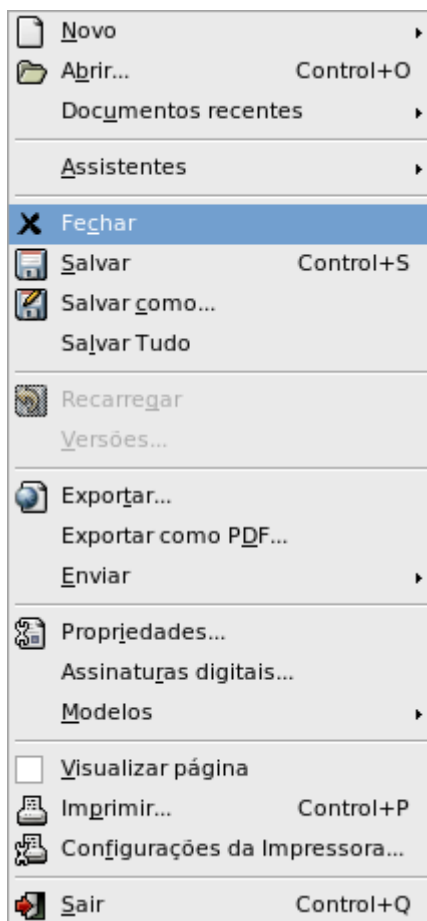 Novo
Abrir... Control+O
Documentos recentes
Assistentes
Fechar
Salvar Control+S
Salvar como...
Salvar Tudo
Recarregar
Versões...
Exportar...
Exportar como PDF...
Enviar
Propriedades...
Assinaturas digitais...
Modelos
Visualizar página
Imprimir... Control+P
Configurações da Impressora...
Sair Control+Q